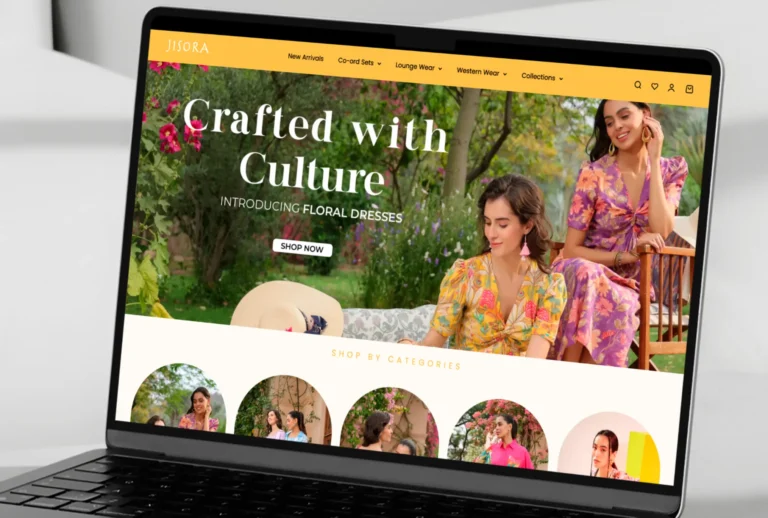 JISORA
New Arrivals
Co-ord Sets
Lounge Wear
Western Wear
Collections
Crafted with
Culture
INTRODUCING FLORAL DRESSES
SHOP NOW
SHOP BY CATEGORIES